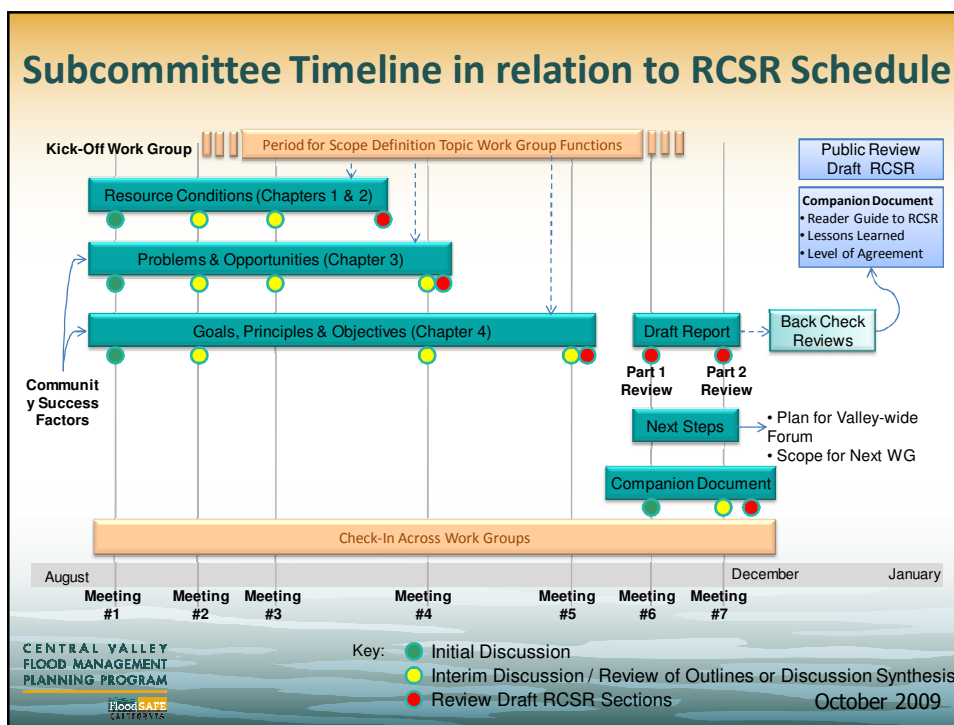 Subcommittee Timeline in relation to RCSR Schedule
Kick-Off Work Group
Period for Scope Definition Topic Work Group Functions
Public Review
Draft RCSR
Resource Conditions (Chapters 1 & 2)
Companion Document
• Reader Guide to RCSR
• Lessons Learned
• Level of Agreement
Problems & Opportunities (Chapter 3)
Goals, Principles & Objectives (Chapter 4)
Draft Report
Back Check
Reviews
Part 1
Review
Part 2
Review
Communit
y Success
Factors
Next Steps
• Plan for Valley-wide
Forum
• Scope for Next WG
Companion Document
Check-In Across Work Groups
August
December
January
Meeting
#1
Meeting
#2
Meeting
#3
Meeting
#4
Meeting
#5
Meeting
#6
Meeting
#7
CENTRAL VALLEY
FLOOD MANAGEMENT
PLANNING PROGRAM
FloodSAFE
CALIFORNIA
Key:
Initial Discussion
Interim Discussion / Review of Outlines or Discussion Synthesis
Review Draft RCSR Sections
October 2009